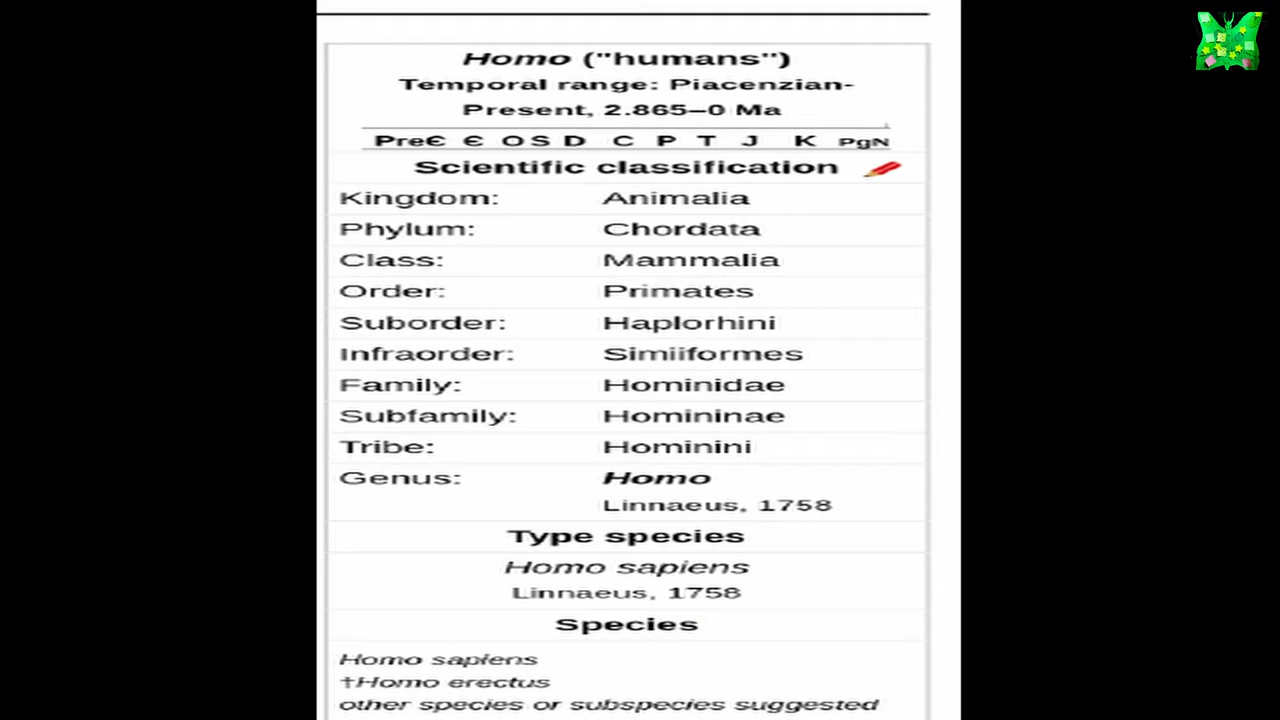 Homo ("humans")
Temporal range: Piacenzian-
Present, 2.865–0 Ma
PreЄ Є O S D C P T J K PgN
Scientific classification
Kingdom: Animalia
Phylum: Chordata
Class: Mammalia
Order: Primates
Suborder: Haplorhini
Infraorder: Simiiformes
Family: Hominidae
Subfamily: Homininae
Tribe: Hominini
Genus: Homo
Linnaeus, 1758
Type species
Homo sapiens
Linnaeus, 1758
Species
Homo sapiens
†Homo erectus
other species or subspecies suggested